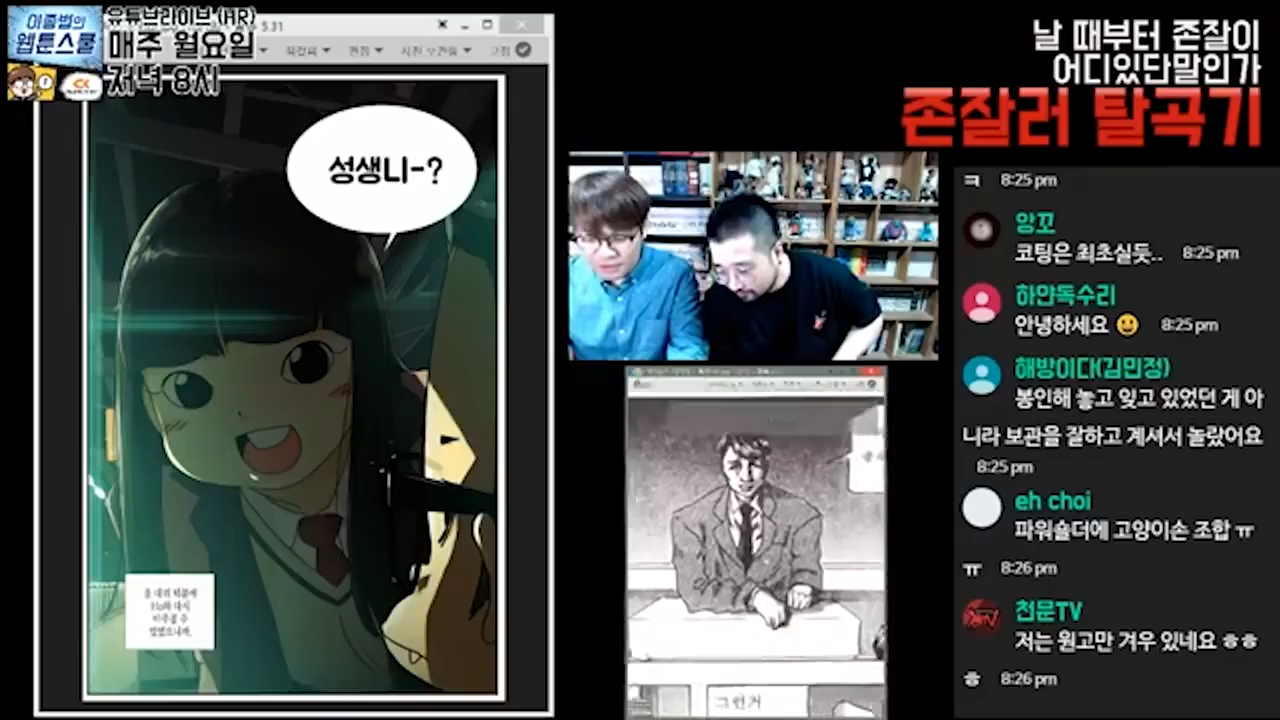 이종범의
웹툰스쿨
유튜브라이브(HR)
매주 월요일
저녁 8시
5.31
성생니-?
날 때부터 존잘이
어디있단말인가
존잘러 탈곡기
ㅋ 8:25 pm
앙꼬
코팅은 최초실듯.. 8:25 pm
하얀독수리
안녕하세요 😃 8:25 pm
해방이다(김민정)
봉인해 놓고 잊고 있었던 게 아
니라 보관을 잘하고 계셔서 놀랐어요
8:25 pm
eh choi
파워숄더에 고양이손 조합 ㅠ
ㅠ 8:26 pm
천문TV
저는 원고만 겨우 있네요 ㅎㅎ
ㅎ 8:26 pm
그런거